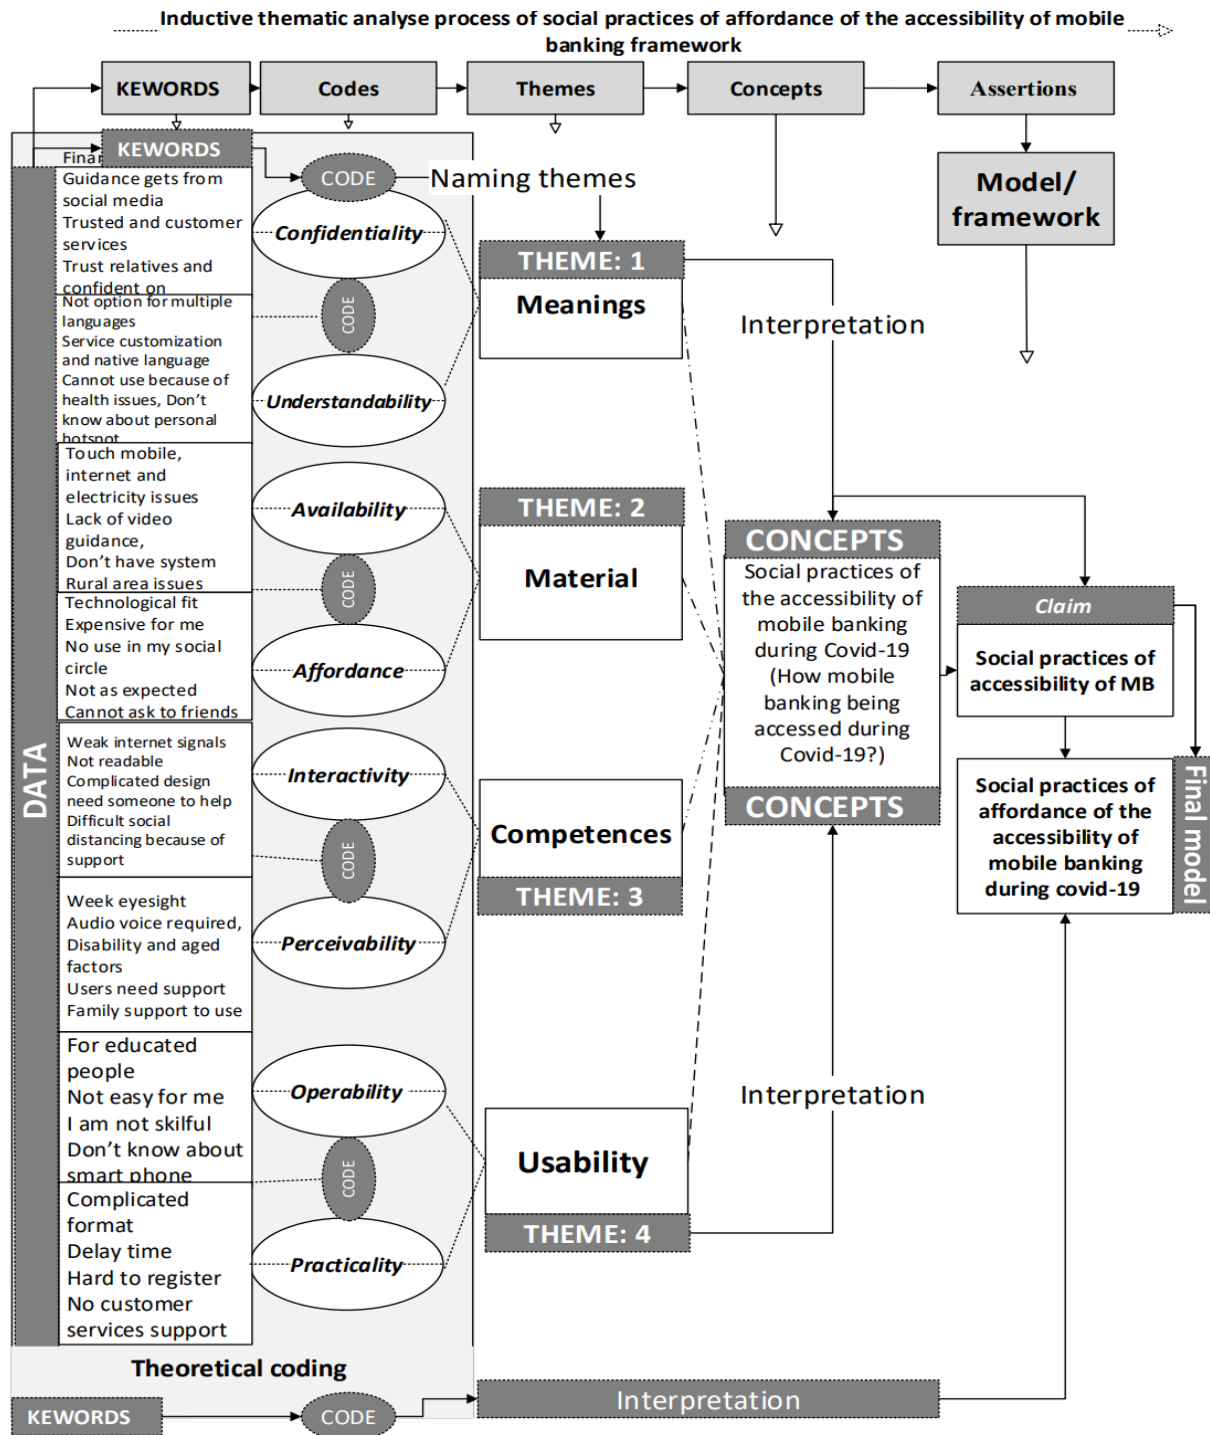 Inductive thematic analyse process of social practices of affordance of the accessibility of mobile
banking framework
KEWORDS
Codes
Themes
Concepts
Assertions
KEWORDS
CODE
Naming themes
Model/
framework
DATA
Guidance gets from
social media
Trusted and customer
services
Trust relatives and
confident on
Confidentiality
CODE
THEME: 1
Meanings
Interpretation
Not option for multiple
languages
Service customization
and native language
Cannot use because of
health issues, Don't
know about personal
hotspot
Understandability
Touch mobile,
internet and
electricity issues
Lack of video
guidance,
Don't have system
Rural area issues
Availability
CODE
THEME: 2
Material
Technological fit
Expensive for me
No use in my social
circle
Not as expected
Cannot ask to friends
Affordance
CONCEPTS
Social practices of
the accessibility of
mobile banking
during Covid-19
(How mobile
banking being
accessed during
Covid-19?)
CONCEPTS
Claim
Social practices of
accessibility of MB
Social practices of
affordance of the
accessibility of
mobile banking
during covid-19
Final model
Weak internet signals
Not readable
Complicated design
need someone to help
Difficult social
distancing because of
support
Interactivity
CODE
Competences
THEME: 3
Week eyesight
Audio voice required,
Disability and aged
factors
Users need support
Family support to use
Perceivability
For educated
people
Not easy for me
I am not skilful
Don't know about
smart phone
Operability
CODE
Usability
THEME: 4
Interpretation
Complicated
format
Delay time
Hard to register
No customer
services support
Practicality
Theoretical coding
KEWORDS
CODE
Interpretation